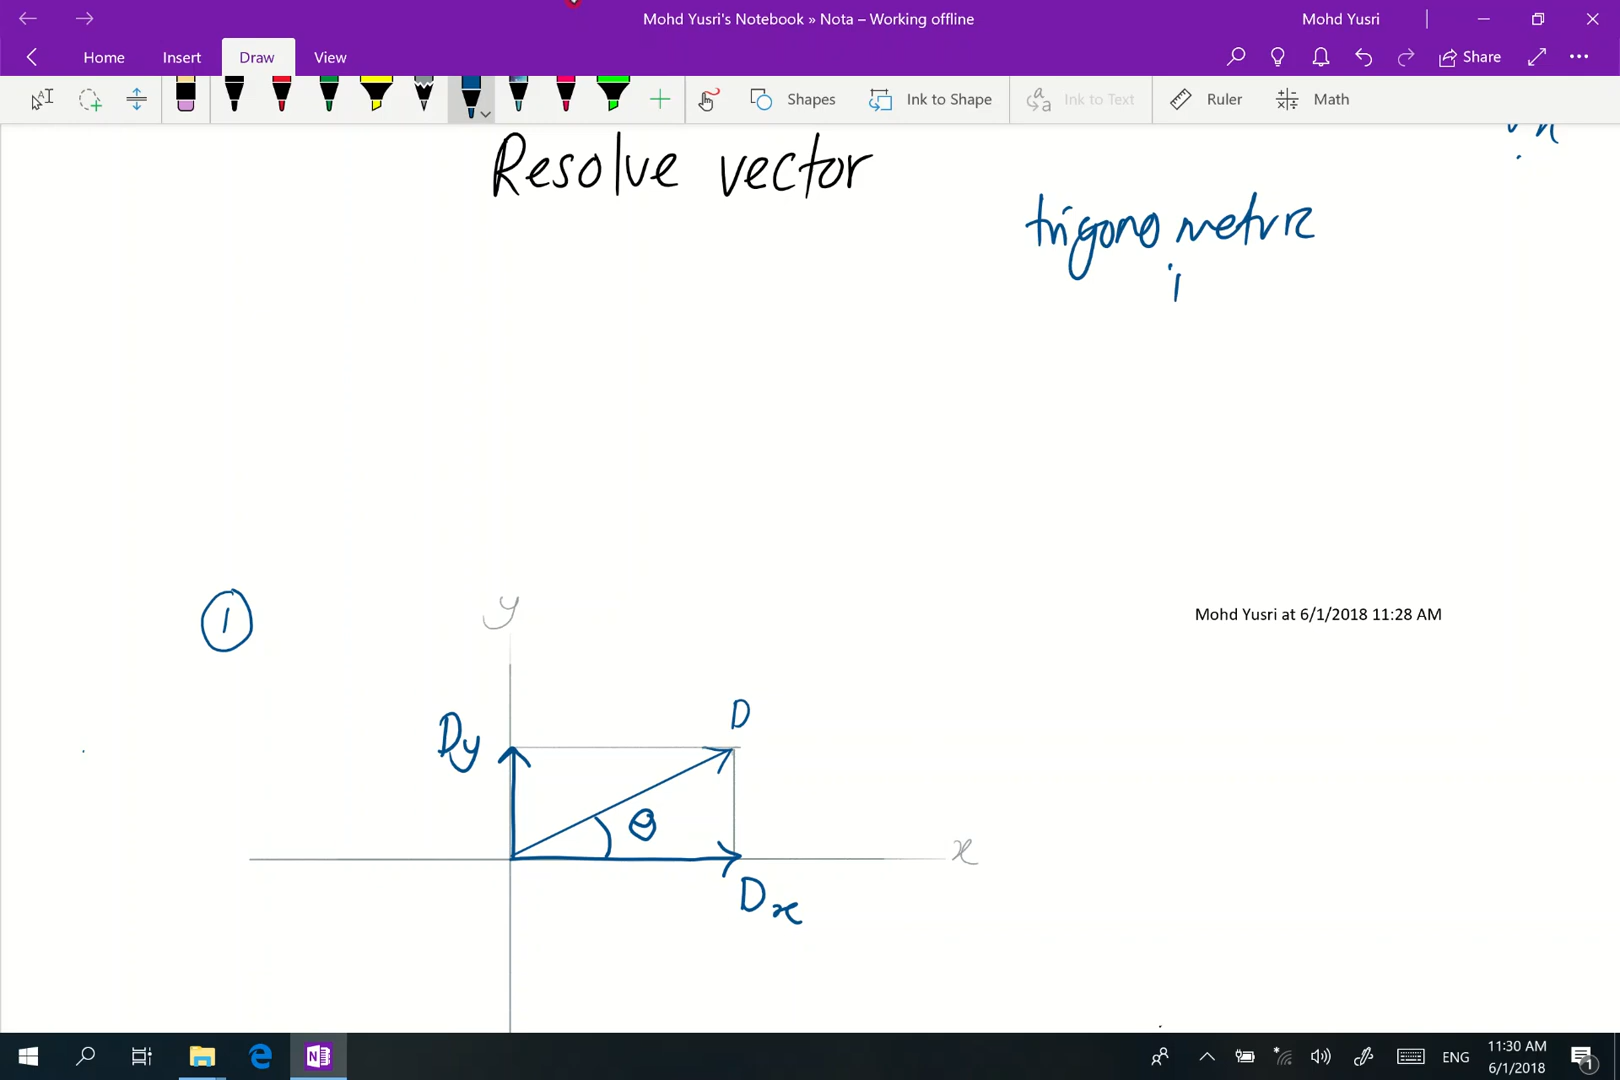 Mohd Yusri's Notebook » Nota – Working offline
Mohd Yusri
Home Insert Draw View
Share
Shapes Ink to Shape Ink to Text Ruler Math
Resolve vector
trigonometric
i
1
y
Mohd Yusri at 6/1/2018 11:28 AM
D
Dy
θ
x
Dx
ENG
11:30 AM
6/1/2018
1